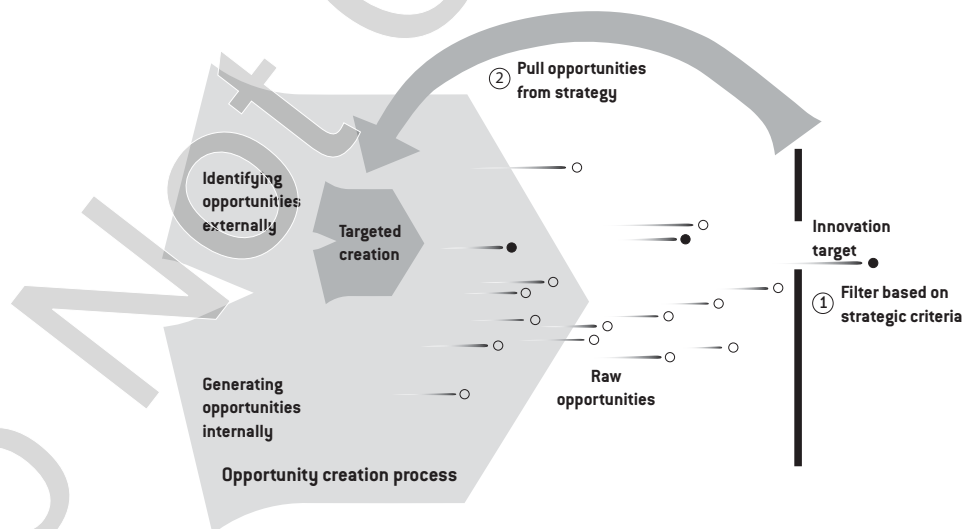 2
Pull opportunities
from strategy
Identifying
opportunities
externally
Targeted
creation
Innovation
target
1
Filter based on
strategic criteria
Raw
opportunities
Generating
opportunities
internally
Opportunity creation process